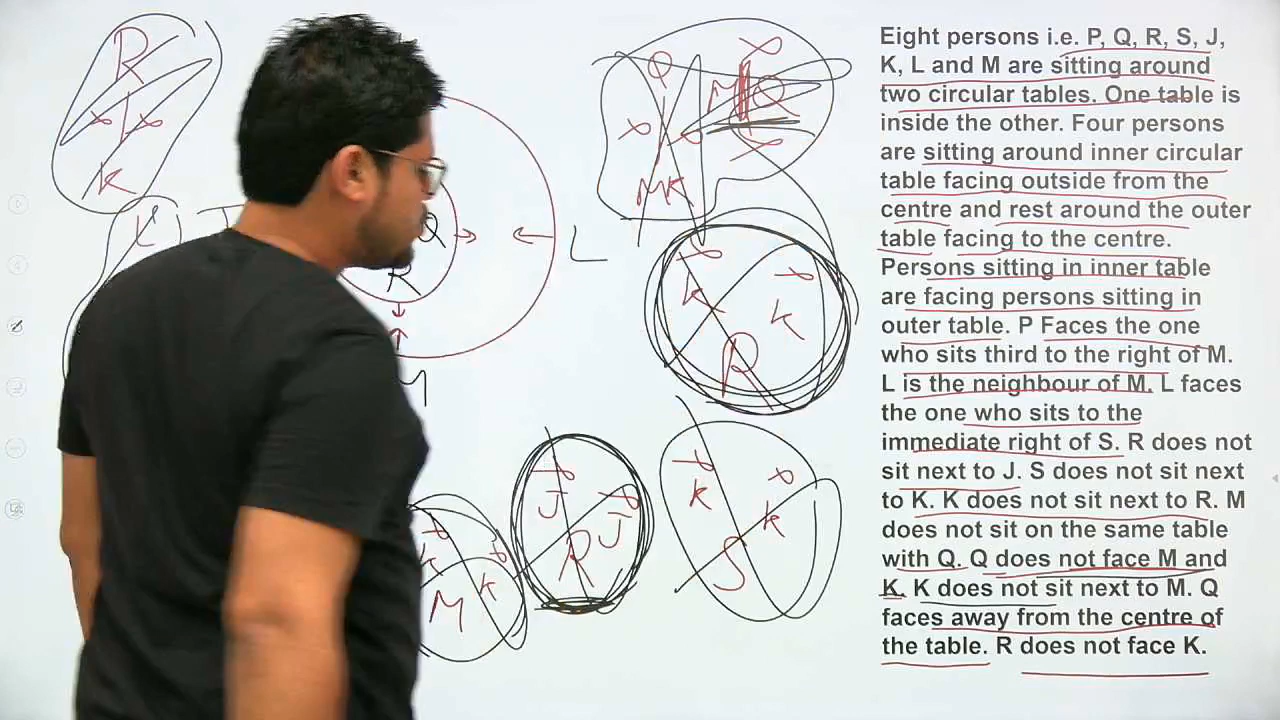 Eight persons i.e. P, Q, R, S, J,
K, L and M are sitting around
two circular tables. One table is
inside the other. Four persons
are sitting around inner circular
table facing outside from the
centre and rest around the outer
table facing to the centre.
Persons sitting in inner table
are facing persons sitting in
outer table. P Faces the one
who sits third to the right of M.
L is the neighbour of M. L faces
the one who sits to the
immediate right of S. R does not
sit next to J. S does not sit next
to K. K does not sit next to R. M
does not sit on the same table
with Q. Q does not face M and
K. K does not sit next to M. Q
faces away from the centre of
the table. R does not face K.
R
K
Q
M Q
MK
Q
L
K
K
R
M
J
J
R
K
K
S
K
K
M